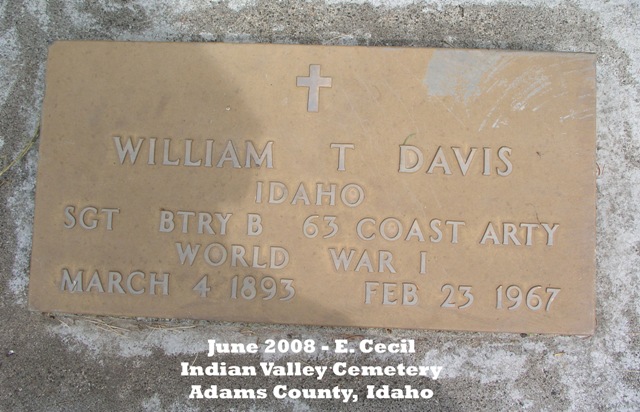 WILLIAM T DAVIS
IDAHO
SGT BTRY B 63 COAST ARTY
WORLD WAR I
MARCH 4 1893 FEB 23 1967
June 2008 - E. Cecil
Indian Valley Cemetery
Adams County, Idaho